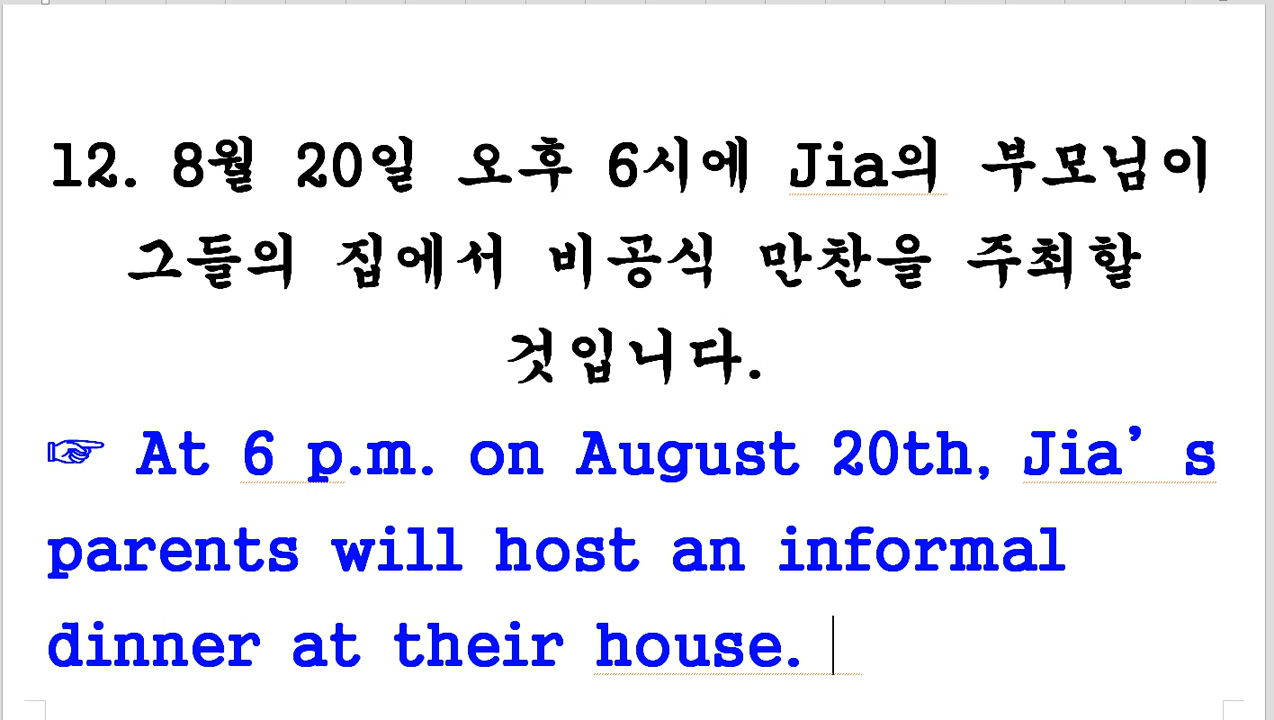 12. 8월 20일 오후 6시에 Jia의 부모님이
그들의 집에서 비공식 만찬을 주최할
것입니다.
☞ At 6 p.m. on August 20th, Jia’s
parents will host an informal
dinner at their house.